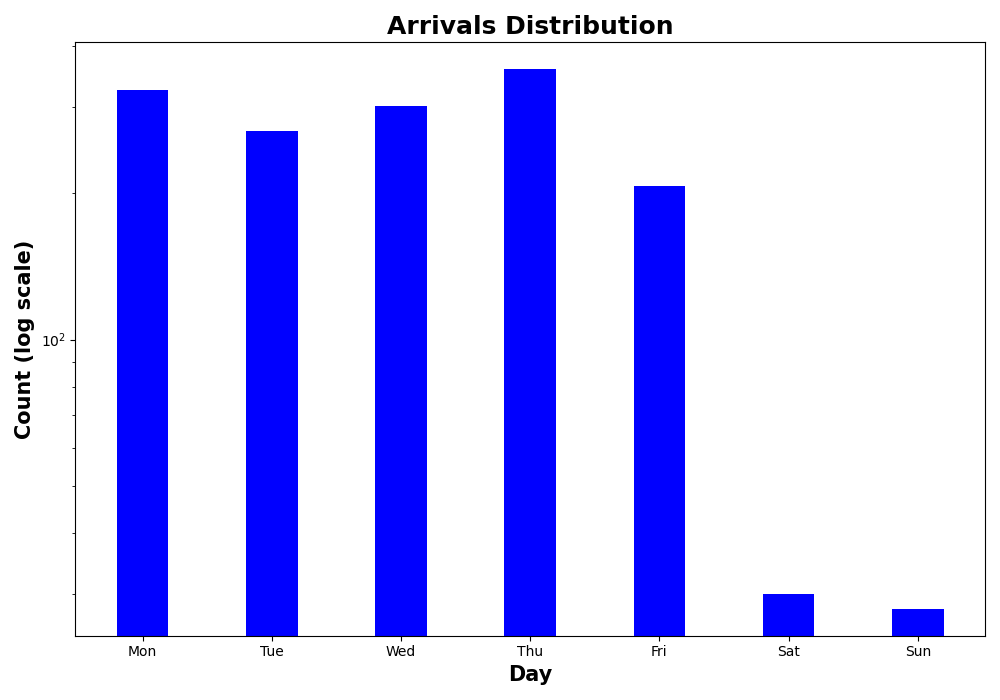 Arrivals Distribution
Count (log scale)
10²
Mon Tue Wed Thu Fri Sat Sun
Day